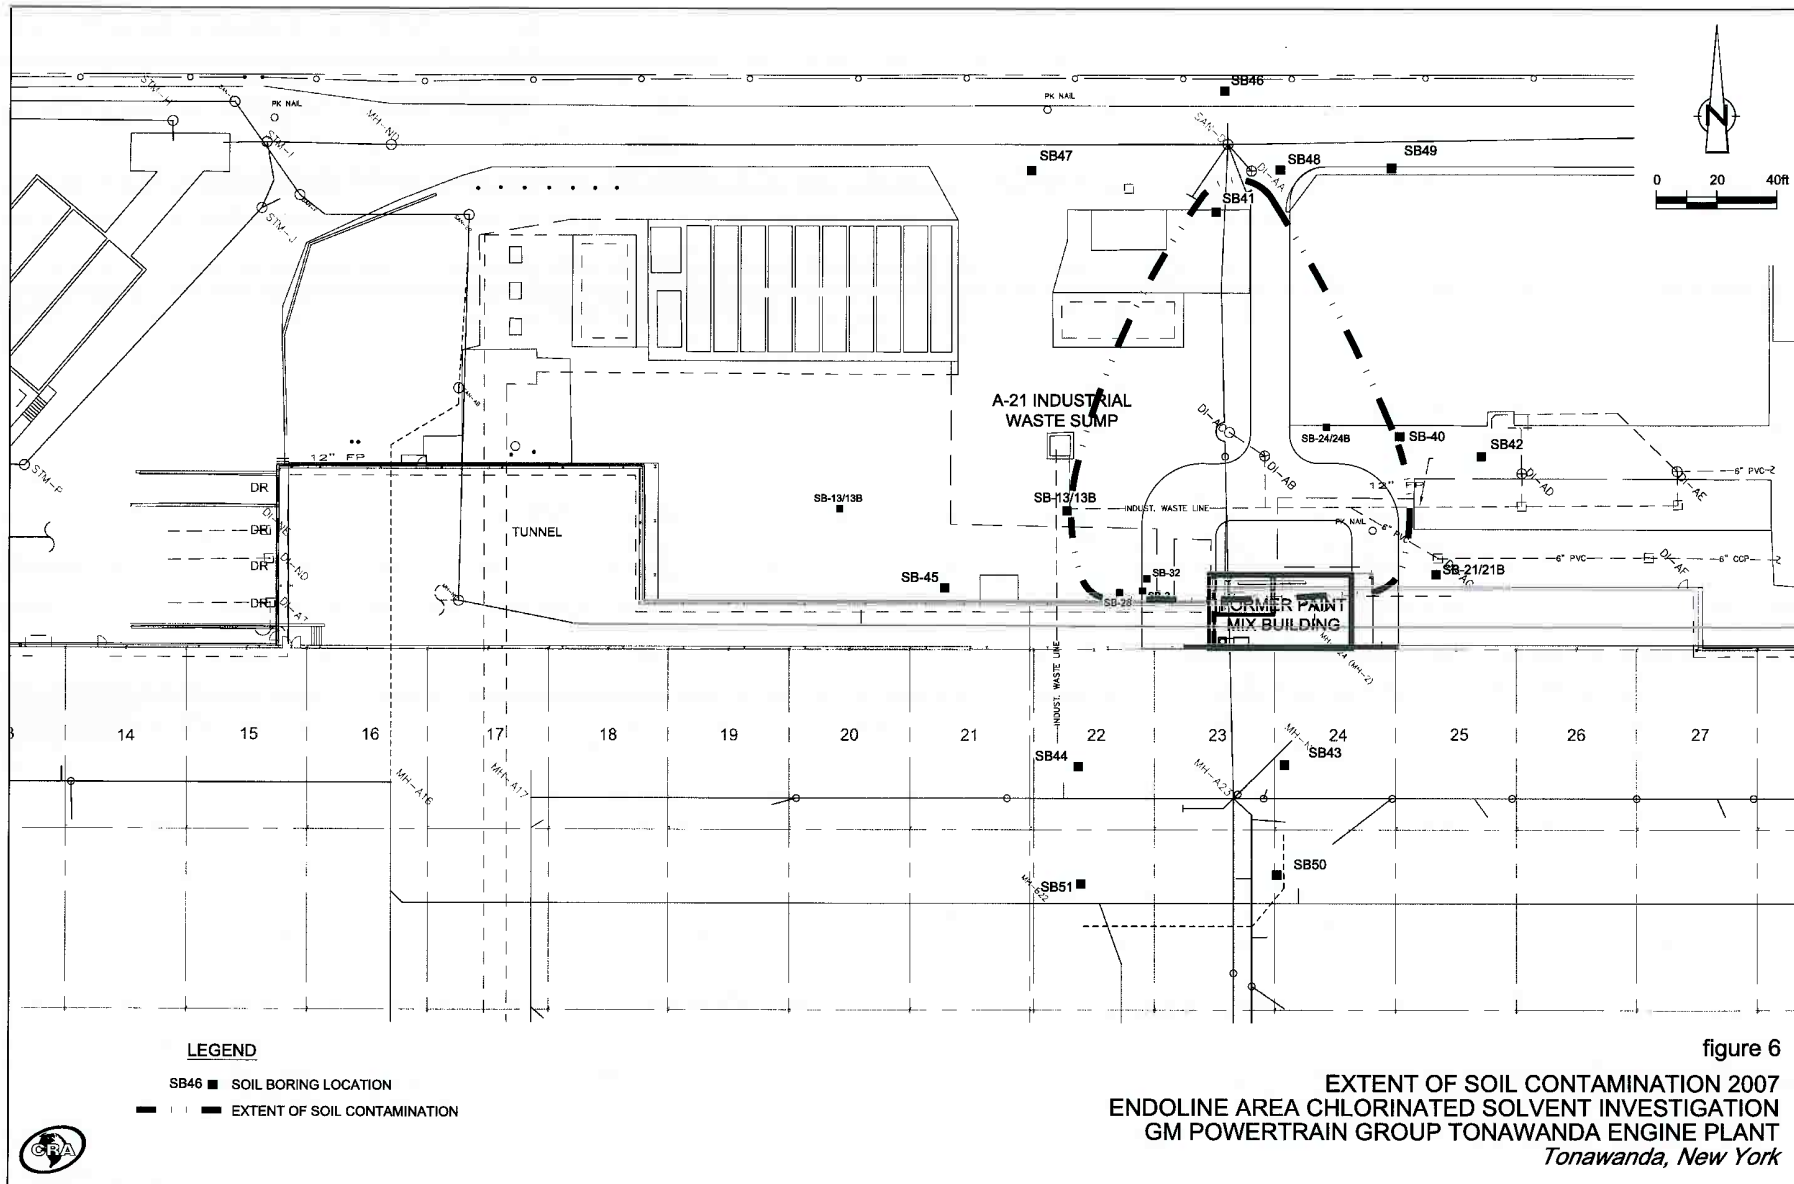 SB46
STM-H
PK NAIL
PK NAIL
MH-ND
STM-I
SB47
SB48
SB49
DI-AA
N
0 20 40ft
STM-J
SB41
A-21 INDUSTRIAL
WASTE SUMP
DI-AC
SB-24/24B
SB-40
SB42
DI-AB
12" FP
STM-P
6" PVC
DI-AD
DI-AE
12" FP
DR
SB-13/13B
SB-13/13B
INDUST. WASTE LINE
PK NAIL
6" PVC
DI-NE
DR
TUNNEL
DR
DI-ND
6" PVC
DI-AF
6" CCP
SB-45
SB-32
SB-21/21B
DR
DI-A7
SB-28
FORMER PAINT
MIX BUILDING
INDUST. WASTE LINE
14 15 16 17 18 19 20 21 22 23 24 25 26 27
SB44
SB43
MH-A16
MH-A17
MH-A23
SB50
SB51
LEGEND
SB46 SOIL BORING LOCATION
EXTENT OF SOIL CONTAMINATION
CRA
figure 6
EXTENT OF SOIL CONTAMINATION 2007
ENDOLINE AREA CHLORINATED SOLVENT INVESTIGATION
GM POWERTRAIN GROUP TONAWANDA ENGINE PLANT
Tonawanda, New York